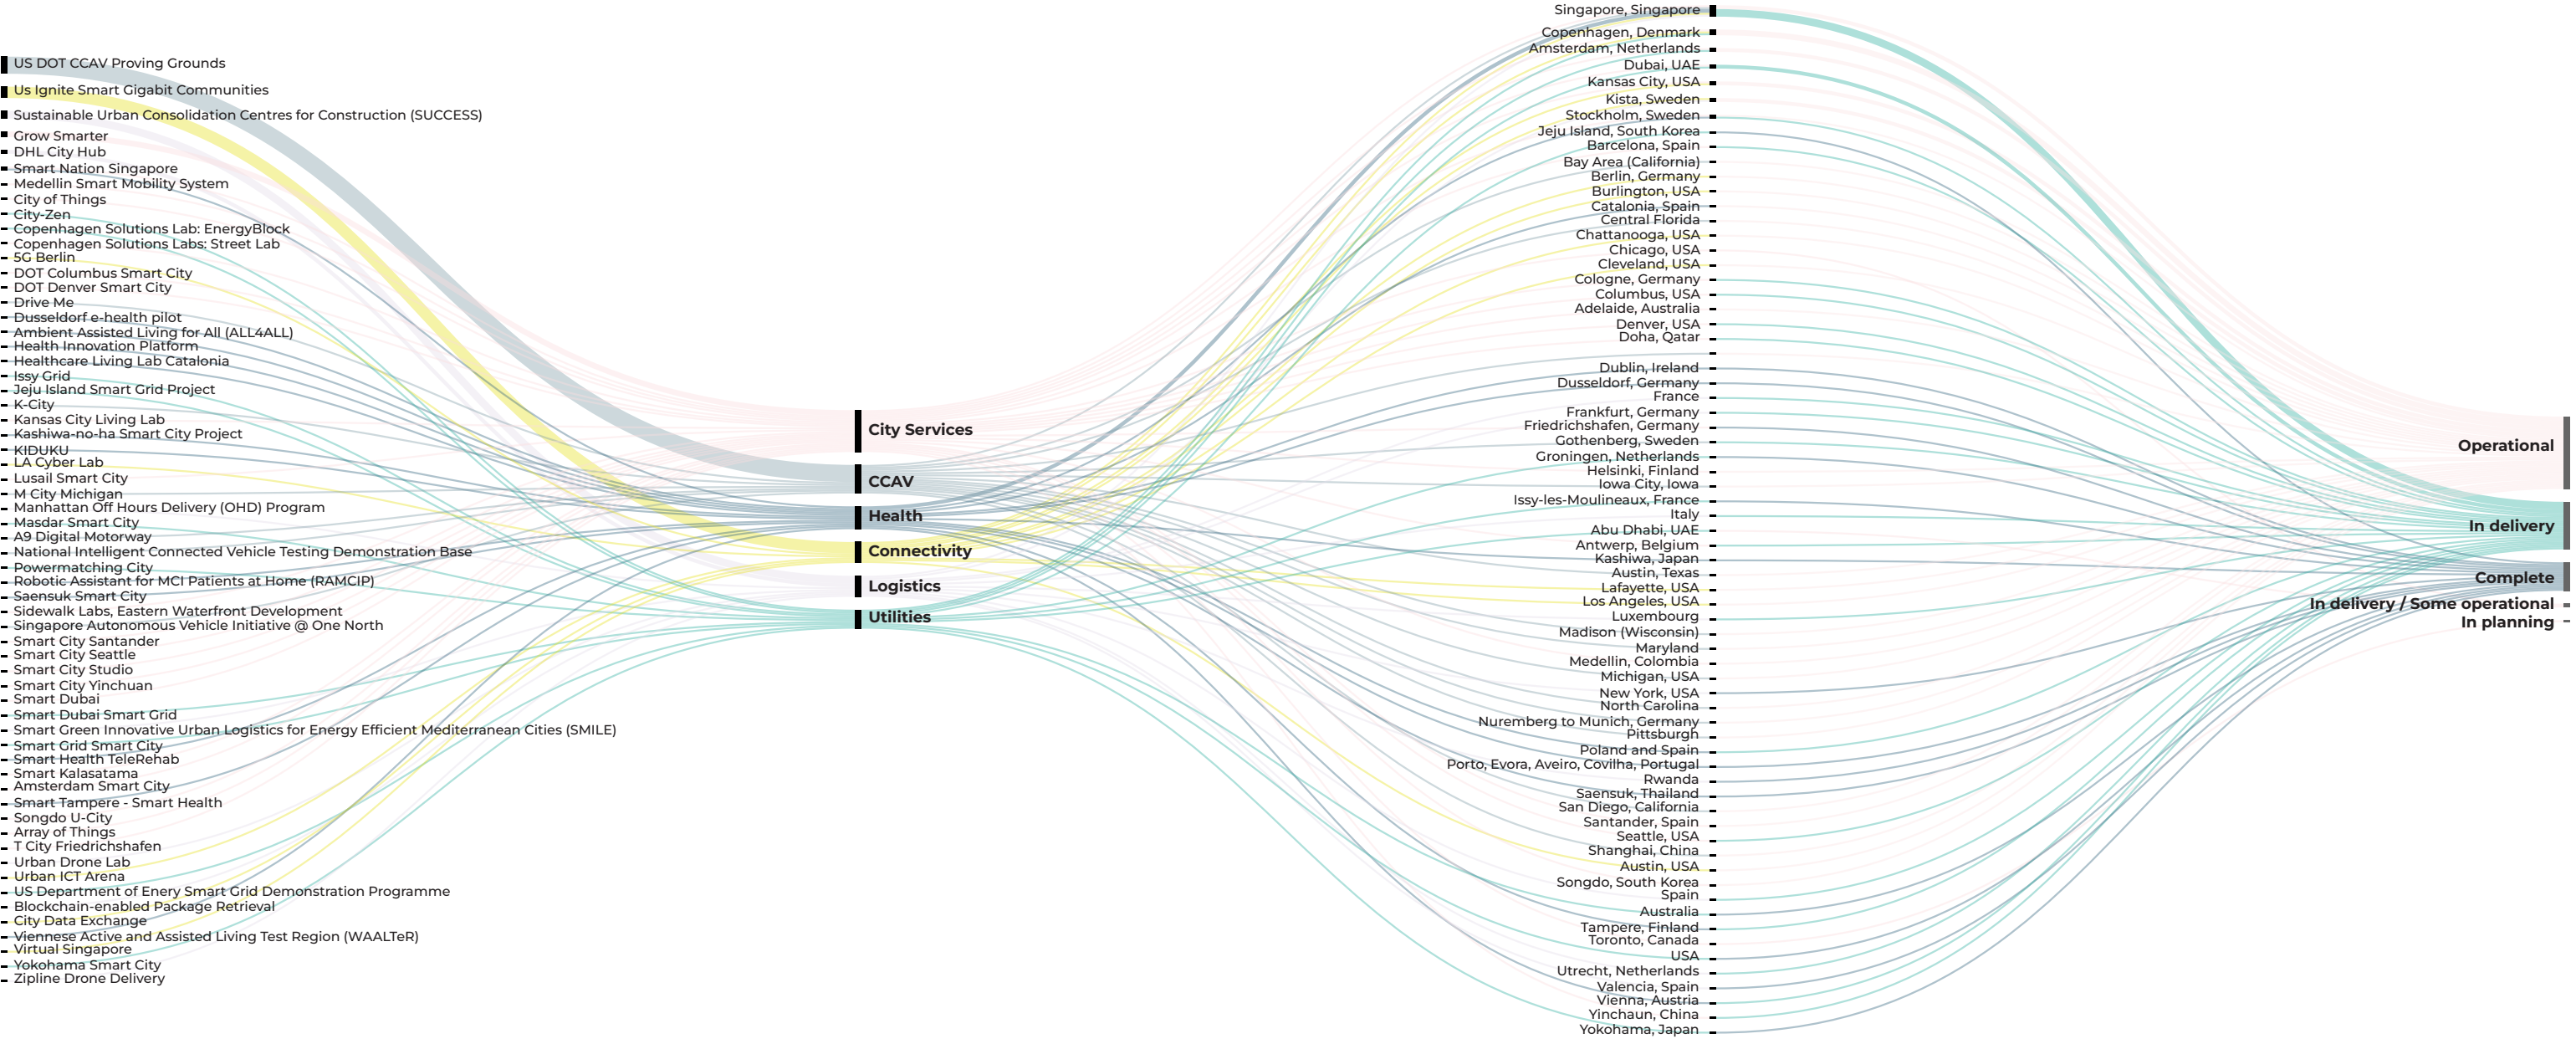 US DOT CCAV Proving Grounds
Us Ignite Smart Gigabit Communities
Sustainable Urban Consolidation Centres for Construction (SUCCESS)
Grow Smarter
DHL City Hub
Smart Nation Singapore
Medellin Smart Mobility System
City of Things
City-Zen
Copenhagen Solutions Lab: EnergyBlock
Copenhagen Solutions Labs: Street Lab
5G Berlin
DOT Columbus Smart City
DOT Denver Smart City
Drive Me
Dusseldorf e-health pilot
Ambient Assisted Living for All (ALL4ALL)
Health Innovation Platform
Healthcare Living Lab Catalonia
Issy Grid
Jeju Island Smart Grid Project
K-City
Kansas City Living Lab
Kashiwa-no-ha Smart City Project
KIDUKU
LA Cyber Lab
Lusail Smart City
M City Michigan
Manhattan Off Hours Delivery (OHD) Program
Masdar Smart City
A9 Digital Motorway
National Intelligent Connected Vehicle Testing Demonstration Base
Powermatching City
Robotic Assistant for MCI Patients at Home (RAMCIP)
Saensuk Smart City
Sidewalk Labs, Eastern Waterfront Development
Singapore Autonomous Vehicle Initiative @ One North
Smart City Santander
Smart City Seattle
Smart City Studio
Smart City Yinchuan
Smart Dubai
Smart Dubai Smart Grid
Smart Green Innovative Urban Logistics for Energy Efficient Mediterranean Cities (SMILE)
Smart Grid Smart City
Smart Health TeleRehab
Smart Kalasatama
Amsterdam Smart City
Smart Tampere - Smart Health
Songdo U-City
Array of Things
T City Friedrichshafen
Urban Drone Lab
Urban ICT Arena
US Department of Enery Smart Grid Demonstration Programme
Blockchain-enabled Package Retrieval
City Data Exchange
Viennese Active and Assisted Living Test Region (WAALTeR)
Virtual Singapore
Yokohama Smart City
Zipline Drone Delivery
City Services
CCAV
Health
Connectivity
Logistics
Utilities
Singapore, Singapore
Copenhagen, Denmark
Amsterdam, Netherlands
Dubai, UAE
Kansas City, USA
Kista, Sweden
Stockholm, Sweden
Jeju Island, South Korea
Barcelona, Spain
Bay Area (California)
Berlin, Germany
Burlington, USA
Catalonia, Spain
Central Florida
Chattanooga, USA
Chicago, USA
Cleveland, USA
Cologne, Germany
Columbus, USA
Adelaide, Australia
Denver, USA
Doha, Qatar
Dublin, Ireland
Dusseldorf, Germany
France
Frankfurt, Germany
Friedrichshafen, Germany
Gothenberg, Sweden
Groningen, Netherlands
Helsinki, Finland
Iowa City, Iowa
Issy-les-Moulineaux, France
Italy
Abu Dhabi, UAE
Antwerp, Belgium
Kashiwa, Japan
Austin, Texas
Lafayette, USA
Los Angeles, USA
Luxembourg
Madison (Wisconsin)
Maryland
Medellin, Colombia
Michigan, USA
New York, USA
North Carolina
Nuremberg to Munich, Germany
Pittsburgh
Poland and Spain
Porto, Evora, Aveiro, Covilha, Portugal
Rwanda
Saensuk, Thailand
San Diego, California
Santander, Spain
Seattle, USA
Shanghai, China
Austin, USA
Songdo, South Korea
Spain
Australia
Tampere, Finland
Toronto, Canada
USA
Utrecht, Netherlands
Valencia, Spain
Vienna, Austria
Yinchaun, China
Yokohama, Japan
Operational
In delivery
Complete
In delivery / Some operational
In planning